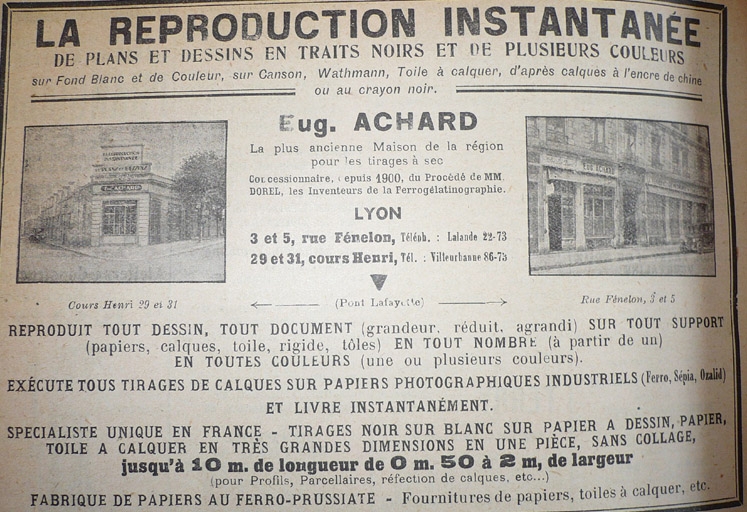 LA REPRODUCTION INSTANTANÉE
DE PLANS ET DESSINS EN TRAITS NOIRS ET DE PLUSIEURS COULEURS
sur Fond Blanc et de Couleur, sur Canson, Wathmann, Toile à calquer, d'après calques à l'encre de chine
ou au crayon noir.
Eug. ACHARD
La plus ancienne Maison de la région
pour les tirages à sec
Concessionnaire, depuis 1900, du Procédé de MM.
DOREL, les Inventeurs de la Ferrogélatinographie.
LYON
3 et 5, rue Fénelon, Téléph. : Lalande 22-73
29 et 31, cours Henri, Tél. : Villeurbanne 86-73
EUG ACHARD
Cours Henri 29 et 31
(Pont Lafayette)
Rue Fénelon, 3 et 5
REPRODUIT TOUT DESSIN, TOUT DOCUMENT (grandeur, réduit, agrandi) SUR TOUT SUPPORT
(papiers, calques, toile, rigide, tôles) EN TOUT NOMBRE (à partir de un)
EN TOUTES COULEURS (une ou plusieurs couleurs).
EXÉCUTE TOUS TIRAGES DE CALQUES SUR PAPIERS PHOTOGRAPHIQUES INDUSTRIELS (Ferro, Sépia, Ozalid)
ET LIVRE INSTANTANÉMENT.
SPECIALISTE UNIQUE EN FRANCE - TIRAGES NOIR SUR BLANC SUR PAPIER A DESSIN, PAPIER,
TOILE A CALQUER EN TRÈS GRANDES DIMENSIONS EN UNE PIÈCE, SANS COLLAGE,
jusqu'à 10 m. de longueur de 0 m. 50 à 2 m, de largeur
(pour Profils, Parcellaires, réfection de calques, etc...)
FABRIQUE DE PAPIERS AU FERRO-PRUSSIATE - Fournitures de papiers, toiles à calquer, etc.